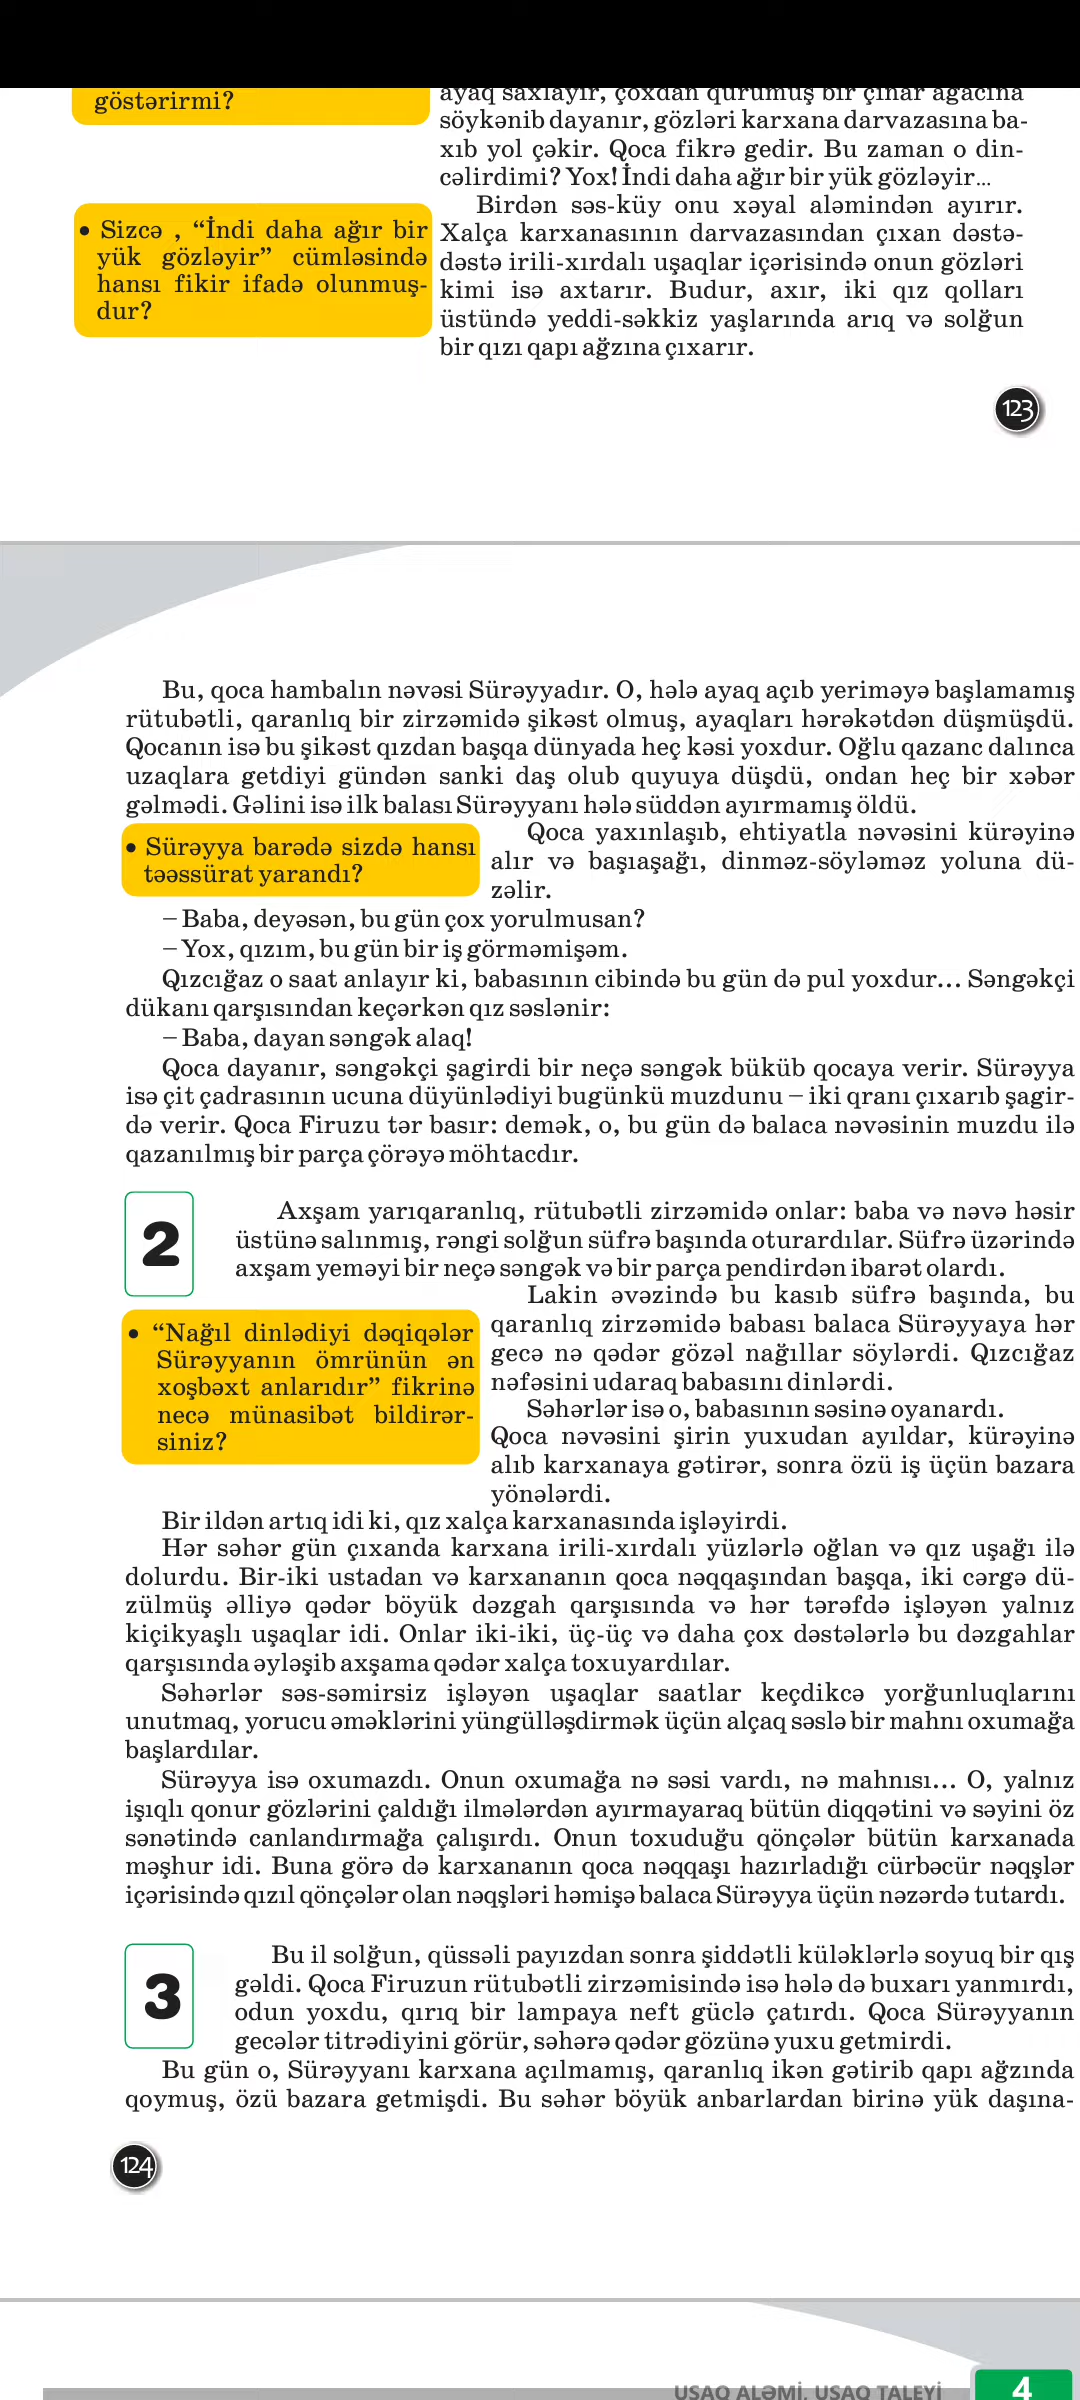 göstərirmi?
ayaq saxlayır, çoxdan qurumuş bir çinar ağacına
söykənib dayanır, gözləri karxana darvazasına ba-
xıb yol çəkir. Qoca fikrə gedir. Bu zaman o din-
cəlirdimi? Yox! İndi daha ağır bir yük gözləyir...
• Sizcə , “İndi daha ağır bir
yük gözləyir” cümləsində
hansı fikir ifadə olunmuş-
dur?
Birdən səs-küy onu xəyal aləmindən ayırır.
Xalça karxanasının darvazasından çıxan dəstə-
dəstə irili-xırdalı uşaqlar içərisində onun gözləri
kimi isə axtarır. Budur, axır, iki qız qolları
üstündə yeddi-səkkiz yaşlarında arıq və solğun
bir qızı qapı ağzına çıxarır.
123
Bu, qoca hambalın nəvəsi Sürəyyadır. O, hələ ayaq açıb yeriməyə başlamamış
rütubətli, qaranlıq bir zirzəmidə şikəst olmuş, ayaqları hərəkətdən düşmüşdü.
Qocanın isə bu şikəst qızdan başqa dünyada heç kəsi yoxdur. Oğlu qazanc dalınca
uzaqlara getdiyi gündən sanki daş olub quyuya düşdü, ondan heç bir xəbər
gəlmədi. Gəlini isə ilk balası Sürəyyanı hələ süddən ayırmamış öldü.
• Sürəyya barədə sizdə hansı
təəssürat yarandı?
Qoca yaxınlaşıb, ehtiyatla nəvəsini kürəyinə
alır və başıaşağı, dinməz-söyləməz yoluna dü-
zəlir.
– Baba, deyəsən, bu gün çox yorulmusan?
– Yox, qızım, bu gün bir iş görməmişəm.
Qızcığaz o saat anlayır ki, babasının cibində bu gün də pul yoxdur... Səngəkçi
dükanı qarşısından keçərkən qız səslənir:
– Baba, dayan səngək alaq!
Qoca dayanır, səngəkçi şagirdi bir neçə səngək büküb qocaya verir. Sürəyya
isə çit çadrasının ucuna düyünlədiyi bugünkü muzdunu – iki qranı çıxarıb şagir-
də verir. Qoca Firuzu tər basır: demək, o, bu gün də balaca nəvəsinin muzdu ilə
qazanılmış bir parça çörəyə möhtacdır.
2
Axşam yarıqaranlıq, rütubətli zirzəmidə onlar: baba və nəvə həsir
üstünə salınmış, rəngi solğun süfrə başında oturardılar. Süfrə üzərində
axşam yeməyi bir neçə səngək və bir parça pendirdən ibarət olardı.
• “Nağıl dinlədiyi dəqiqələr
Sürəyyanın ömrünün ən
xoşbəxt anlarıdır” fikrinə
necə münasibət bildirər-
siniz?
Lakin əvəzində bu kasıb süfrə başında, bu
qaranlıq zirzəmidə babası balaca Sürəyyaya hər
gecə nə qədər gözəl nağıllar söylərdi. Qızcığaz
nəfəsini udaraq babasını dinlərdi.
Səhərlər isə o, babasının səsinə oyanardı.
Qoca nəvəsini şirin yuxudan ayıldar, kürəyinə
alıb karxanaya gətirər, sonra özü iş üçün bazara
yönələrdi.
Bir ildən artıq idi ki, qız xalça karxanasında işləyirdi.
Hər səhər gün çıxanda karxana irili-xırdalı yüzlərlə oğlan və qız uşağı ilə
dolurdu. Bir-iki ustadan və karxananın qoca nəqqaşından başqa, iki cərgə dü-
zülmüş əlliyə qədər böyük dəzgah qarşısında və hər tərəfdə işləyən yalnız
kiçikyaşlı uşaqlar idi. Onlar iki-iki, üç-üç və daha çox dəstələrlə bu dəzgahlar
qarşısında əyləşib axşama qədər xalça toxuyardılar.
Səhərlər səs-səmirsiz işləyən uşaqlar saatlar keçdikcə yorğunluqlarını
unutmaq, yorucu əməklərini yüngülləşdirmək üçün alçaq səslə bir mahnı oxumağa
başlardılar.
Sürəyya isə oxumazdı. Onun oxumağa nə səsi vardı, nə mahnısı... O, yalnız
işıqlı qonur gözlərini çaldığı ilmələrdən ayırmayaraq bütün diqqətini və səyini öz
sənətində canlandırmağa çalışırdı. Onun toxuduğu qönçələr bütün karxanada
məşhur idi. Buna görə də karxananın qoca nəqqaşı hazırladığı cürbəcür nəqşlər
içərisində qızıl qönçələr olan nəqşləri həmişə balaca Sürəyya üçün nəzərdə tutardı.
3
Bu il solğun, qüssəli payızdan sonra şiddətli küləklərlə soyuq bir qış
gəldi. Qoca Firuzun rütubətli zirzəmisində isə hələ də buxarı yanmırdı,
odun yoxdu, qırıq bir lampaya neft güclə çatırdı. Qoca Sürəyyanın
gecələr titrədiyini görür, səhərə qədər gözünə yuxu getmirdi.
Bu gün o, Sürəyyanı karxana açılmamış, qaranlıq ikən gətirib qapı ağzında
qoymuş, özü bazara getmişdi. Bu səhər böyük anbarlardan birinə yük daşına-
124
UŞAQ ALƏMİ, UŞAQ TALEYİ
4